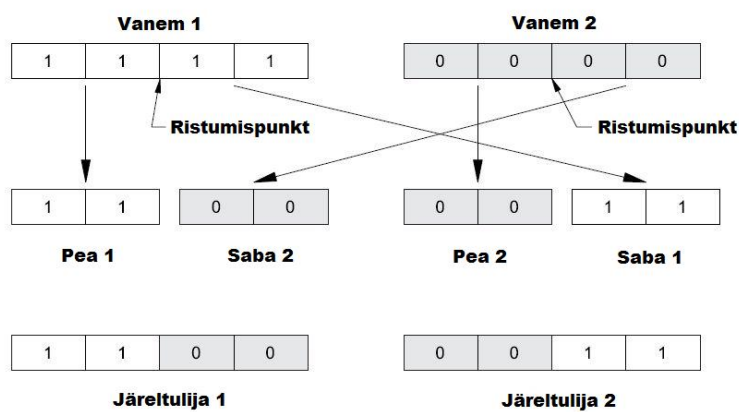 Vanem 1 Vanem 2
1 1 1 1 0 0 0 0
Ristumispunkt Ristumispunkt
1 1 0 0 0 0 1 1
Pea 1 Saba 2 Pea 2 Saba 1
1 1 0 0 0 0 1 1
Järeltulija 1 Järeltulija 2